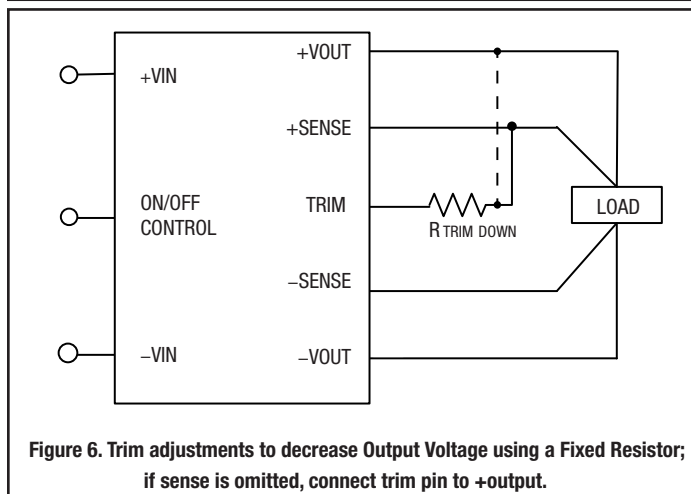 +VOUT
+VIN
+SENSE
ON/OFF
CONTROL
TRIM
R TRIM DOWN
LOAD
−SENSE
−VIN
−VOUT
Figure 6. Trim adjustments to decrease Output Voltage using a Fixed Resistor;
if sense is omitted, connect trim pin to +output.